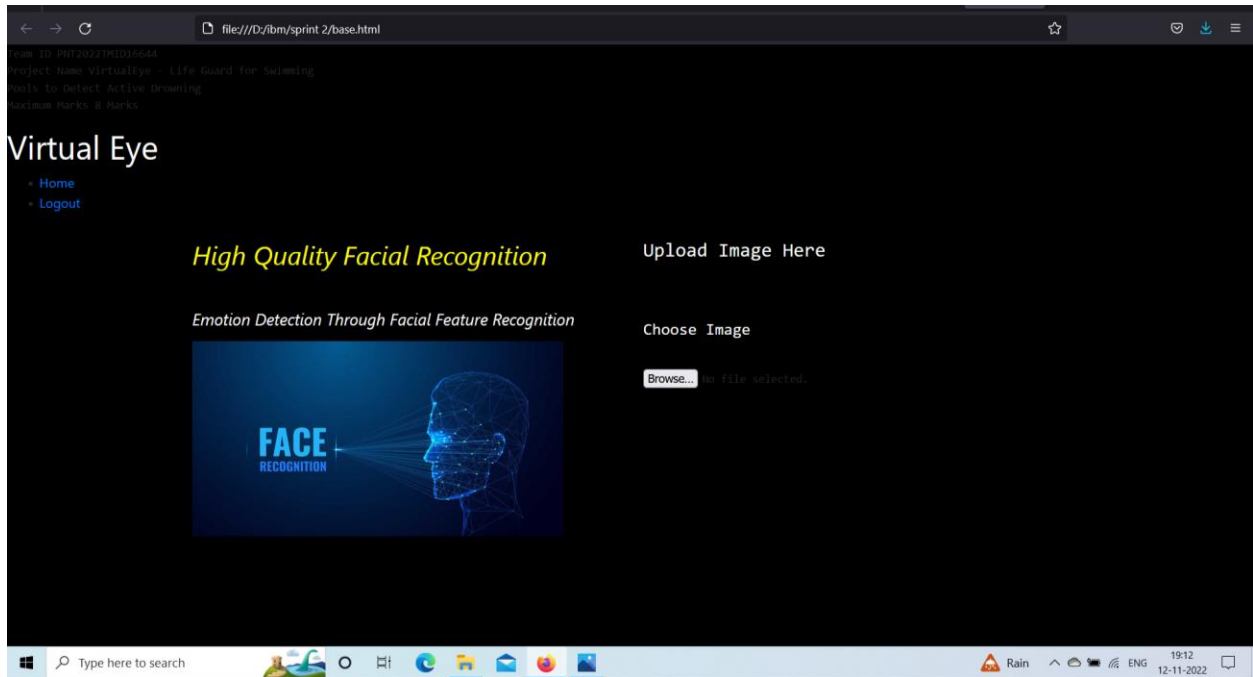 file:///D:/ibm/sprint 2/base.html
Team ID PNT2022TMID16644
Project Name VirtualEye - Life Guard for Swimming
Pools to Detect Active Drowning
Maximum Marks 8 Marks
Virtual Eye
Home
Logout
High Quality Facial Recognition
Emotion Detection Through Facial Feature Recognition
FACE
RECOGNITION
Upload Image Here
Choose Image
Browse... No file selected.
Type here to search
Rain
ENG
19:12
12-11-2022